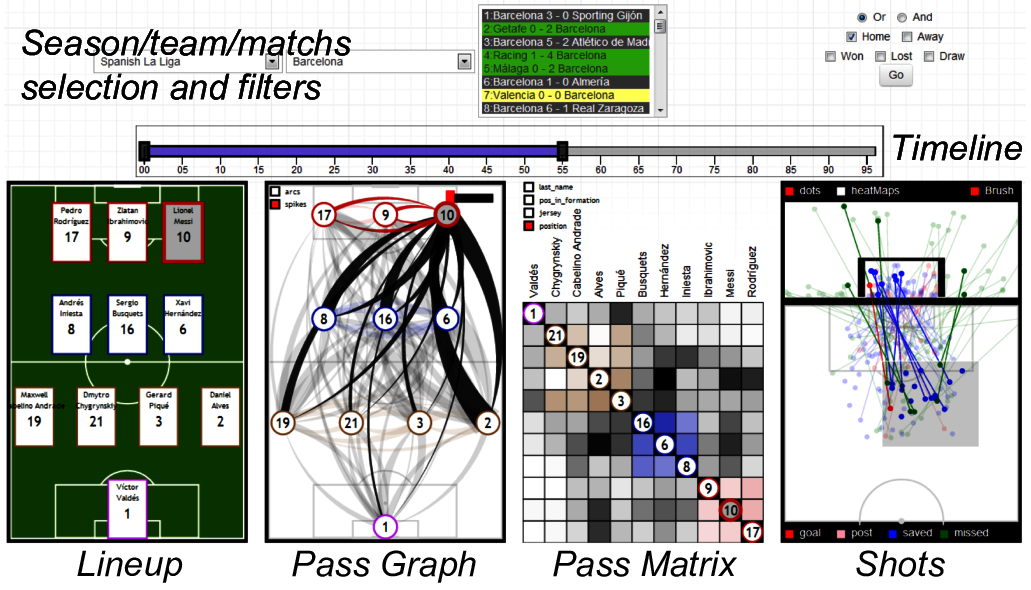 Season/team/matchs
selection and filters
Spanish La Liga
Barcelona
1:Barcelona 3 - 0 Sporting Gijón
2:Getafe 0 - 2 Barcelona
3:Barcelona 5 - 2 Atlético de Madr
4:Racing 1 - 4 Barcelona
5:Málaga 0 - 2 Barcelona
6:Barcelona 1 - 0 Almería
7:Valencia 0 - 0 Barcelona
8:Barcelona 6 - 1 Real Zaragoza
Or And
Home Away
Won Lost Draw
Go
Timeline
00 05 10 15 20 25 30 35 40 45 50 55 60 65 70 75 80 85 90 95
Pedro
Rodríguez
17
Zlatan
Ibrahimovic
9
Lionel
Messi
10
Andrés
Iniesta
8
Sergio
Busquets
16
Xavi
Hernández
6
Maxwell
abelino Andrade
19
Dmytro
Chygrynskiy
21
Gerard
Piqué
3
Daniel
Alves
2
Víctor
Valdés
1
Lineup
arcs
spikes
17 9 10
8 16 6
19 21 3 2
1
Pass Graph
last_name
pos_in_formation
jersey
position
Valdés
Chygrynskiy
Cabelino Andrade
Alves
Piqué
Busquets
Hernández
Iniesta
Ibrahimovic
Messi
Rodríguez
1
21
19
2
3
16
6
8
9
10
17
Pass Matrix
dots heatMaps Brush
goal post saved missed
Shots